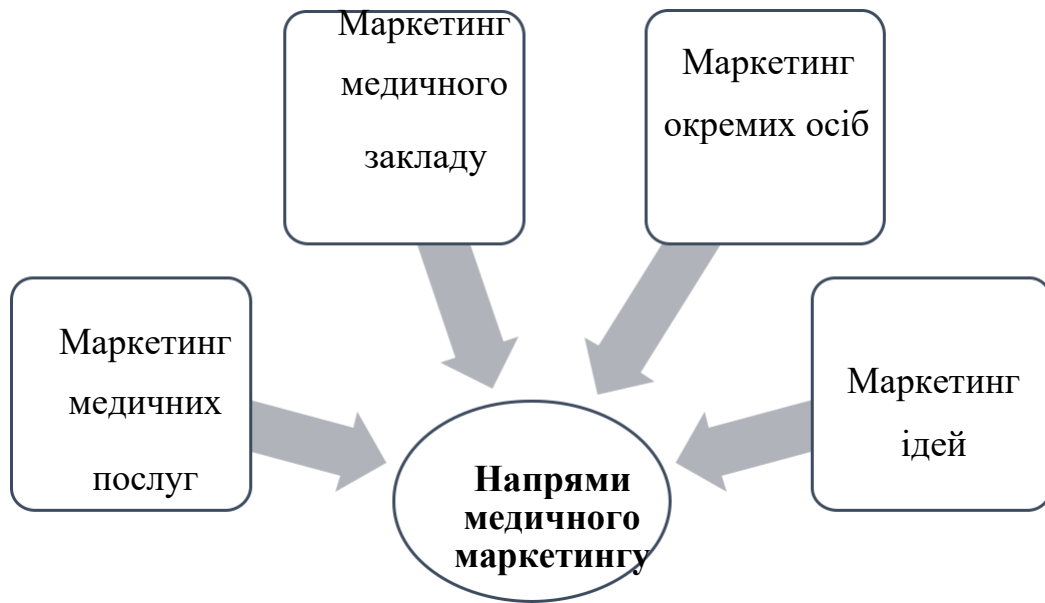 Маркетинг
медичного
закладу
Маркетинг
окремих осіб
Маркетинг
медичних
послуг
Маркетинг
ідей
Напрями
медичного
маркетингу